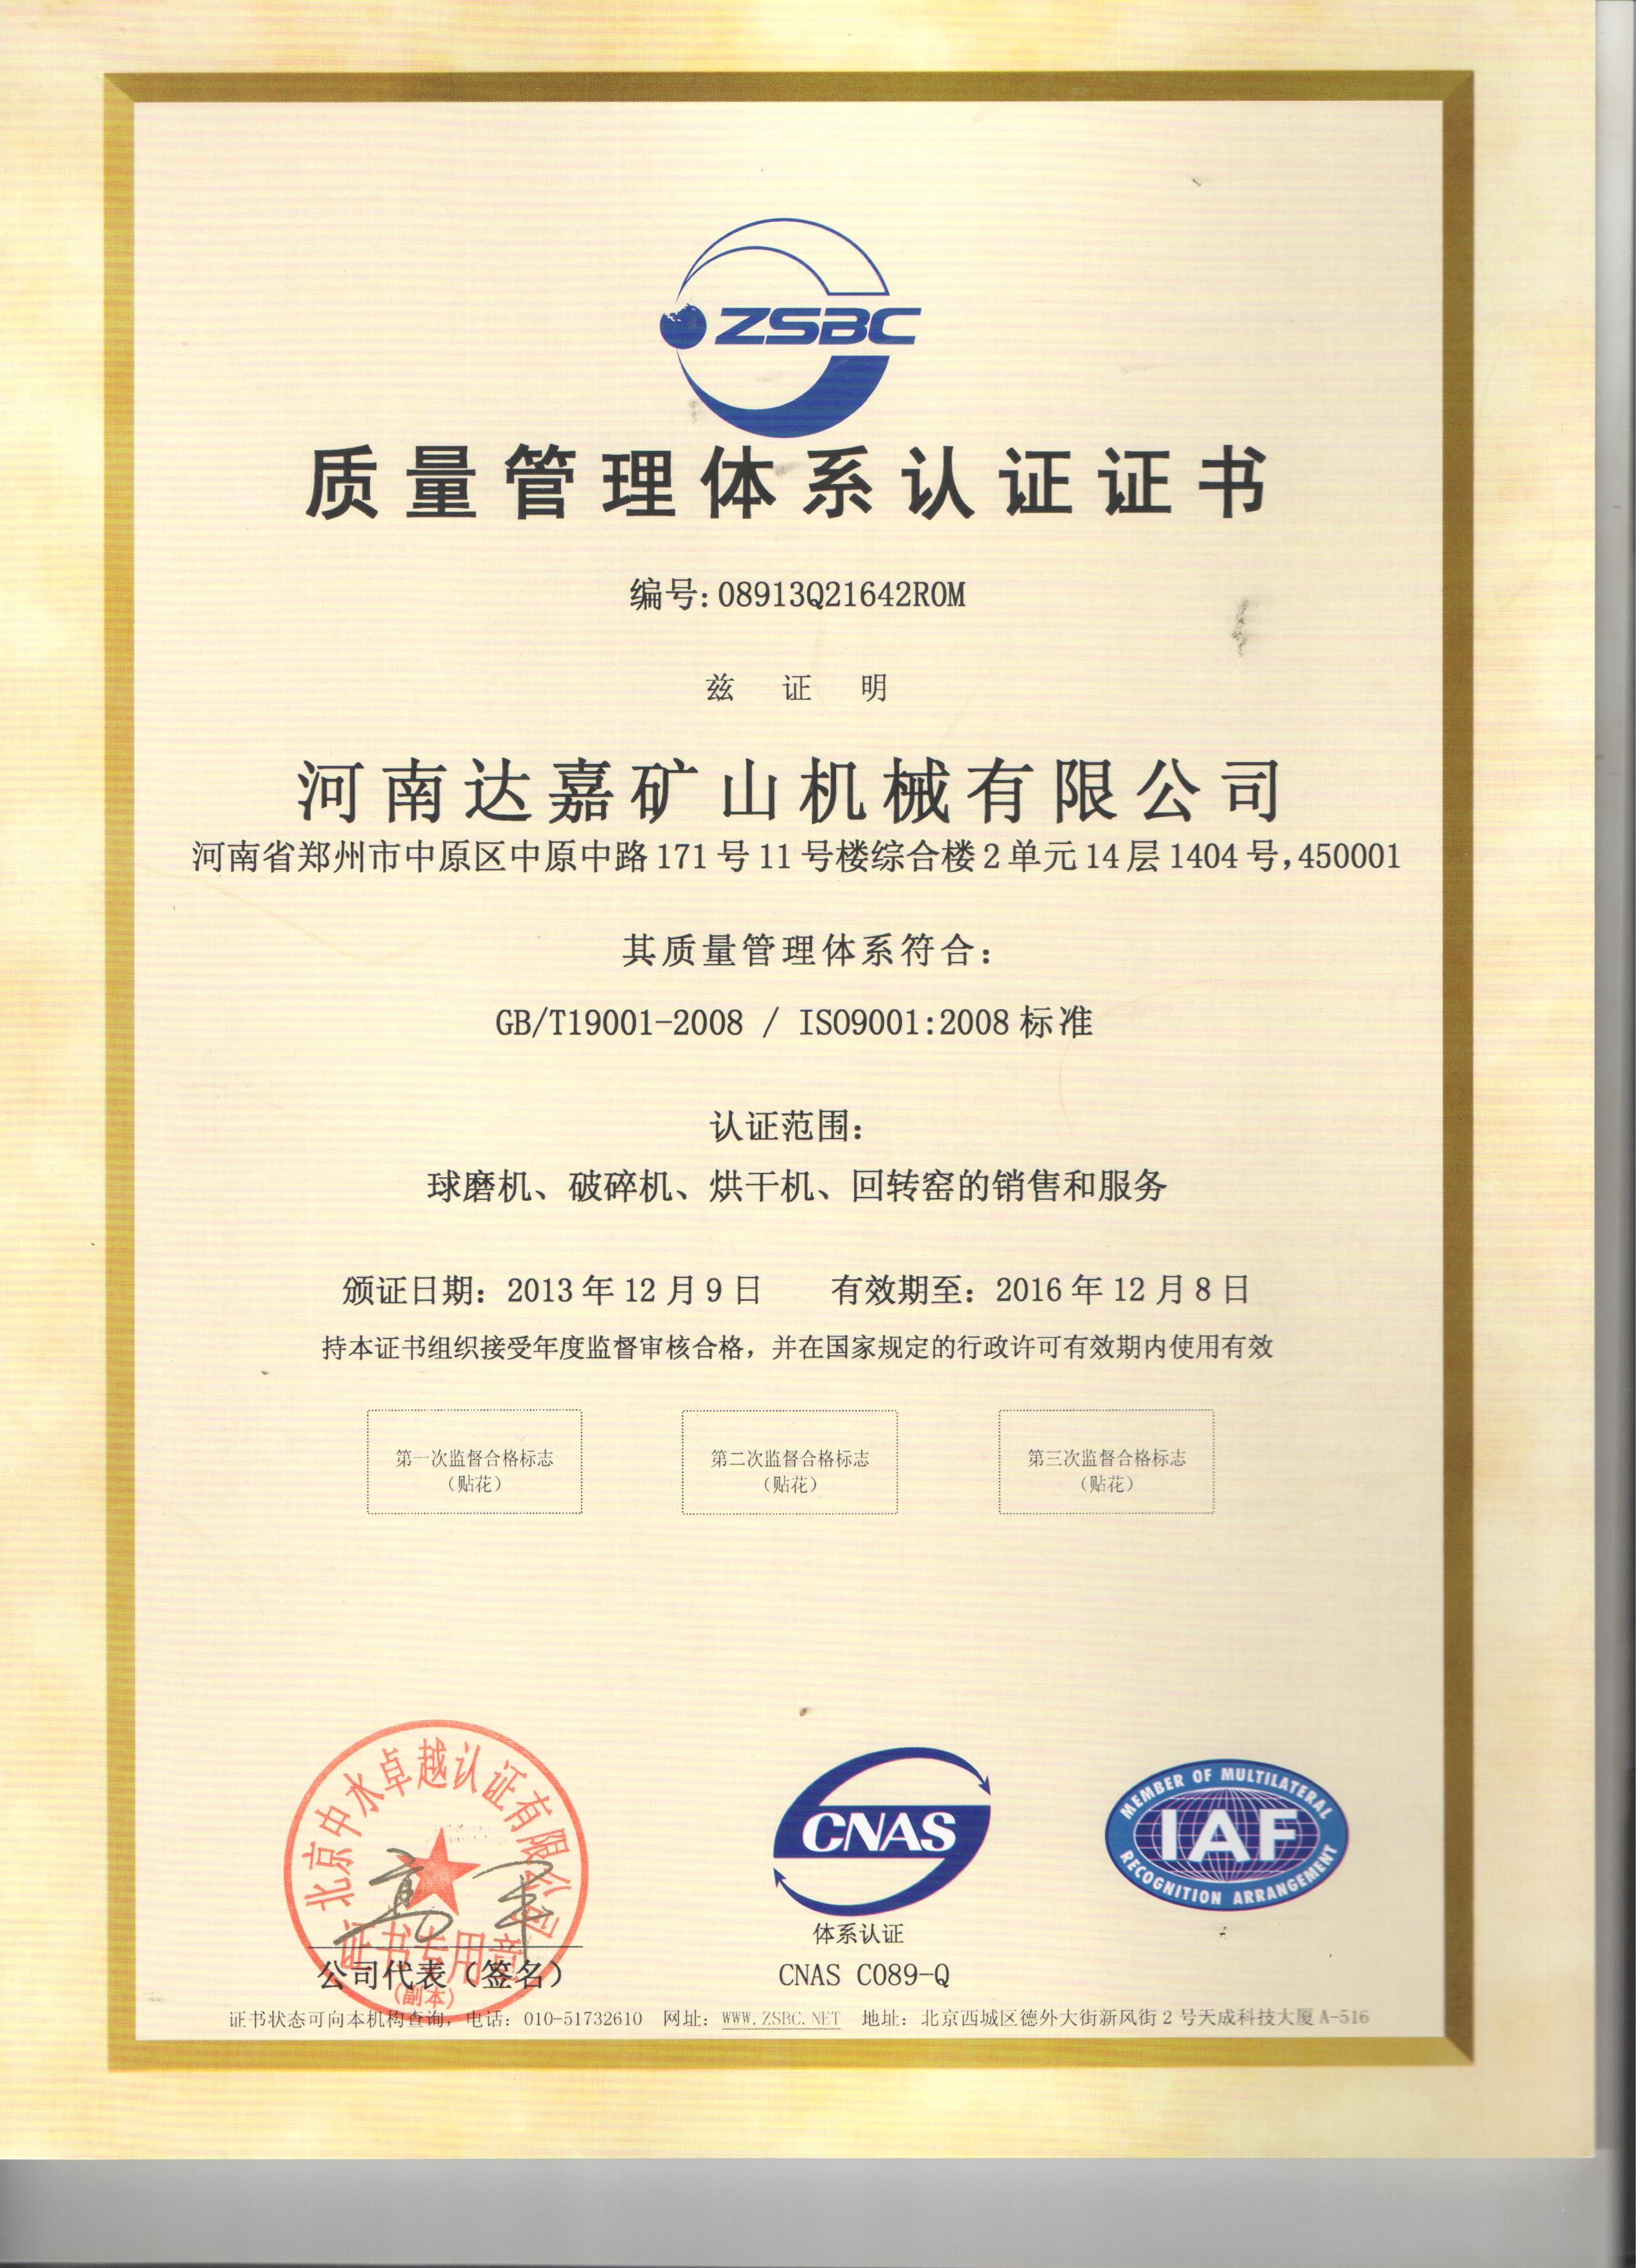 ZSBC
质量管理体系认证证书
编号:08913Q21642R0M
兹 证 明
河南达嘉矿山机械有限公司
河南省郑州市中原区中原中路171号11号楼综合楼2单元14层1404号,450001
其质量管理体系符合:
GB/T19001-2008 / ISO9001:2008标准
认证范围:
球磨机、破碎机、烘干机、回转窑的销售和服务
颁证日期: 2013年12月9日 有效期至: 2016年12月8日
持本证书组织接受年度监督审核合格, 并在国家规定的行政许可有效期内使用有效
第一次监督合格标志
(贴花)
第二次监督合格标志
(贴花)
第三次监督合格标志
(贴花)
北京中水卓越认证有限公司
证书专用章
(副本)
公司代表(签名)
CNAS
体系认证
CNAS C089-Q
MEMBER OF MULTILATERAL
IAF
RECOGNITION ARRANGEMENT
证书状态可向本机构查询, 电话: 010-51732610 网址: WWW.ZSBC.NET 地址: 北京西城区德外大街新风街2号天成科技大厦A-516